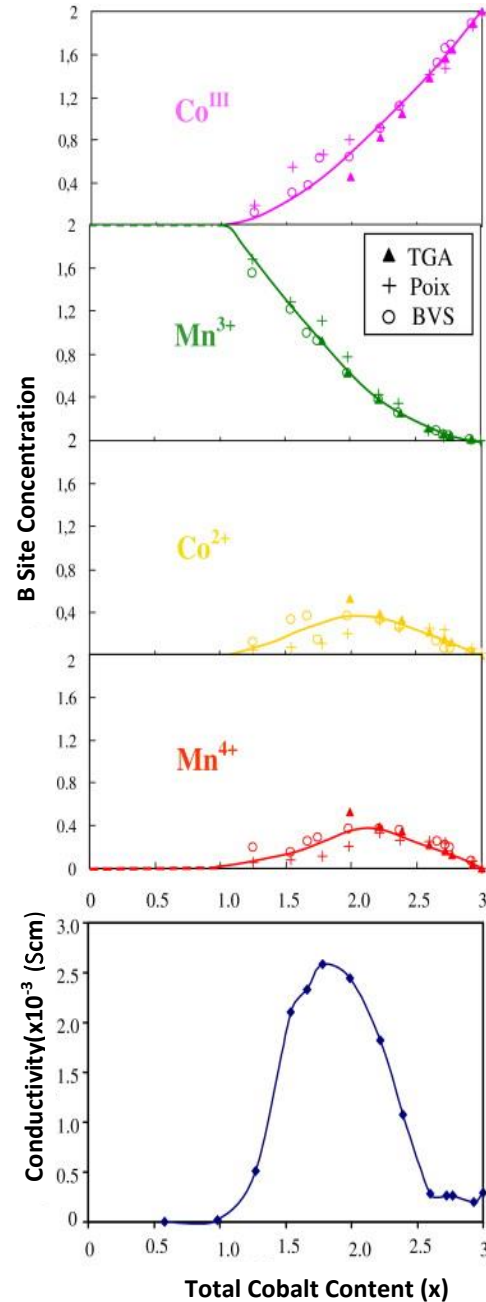 2
1.6
1.2
0.8
0.4
Co^III
2
1.6
1.2
0.8
0.4
Mn^3+
TGA
Poix
BVS
2
1,6
1.2
0.8
0.4
Co^2+
2
1.6
1.2
0.8
0.4
0
Mn^4+
B Site Concentration
0 0.5 1.0 1.5 2.0 2.5 3.0
3.0
2.5
2.0
1.5
1.0
0.5
0
Conductivity(x10^-3 (Scm)
0 0.5 1.0 1.5 2.0 2.5 3.0
Total Cobalt Content (x)